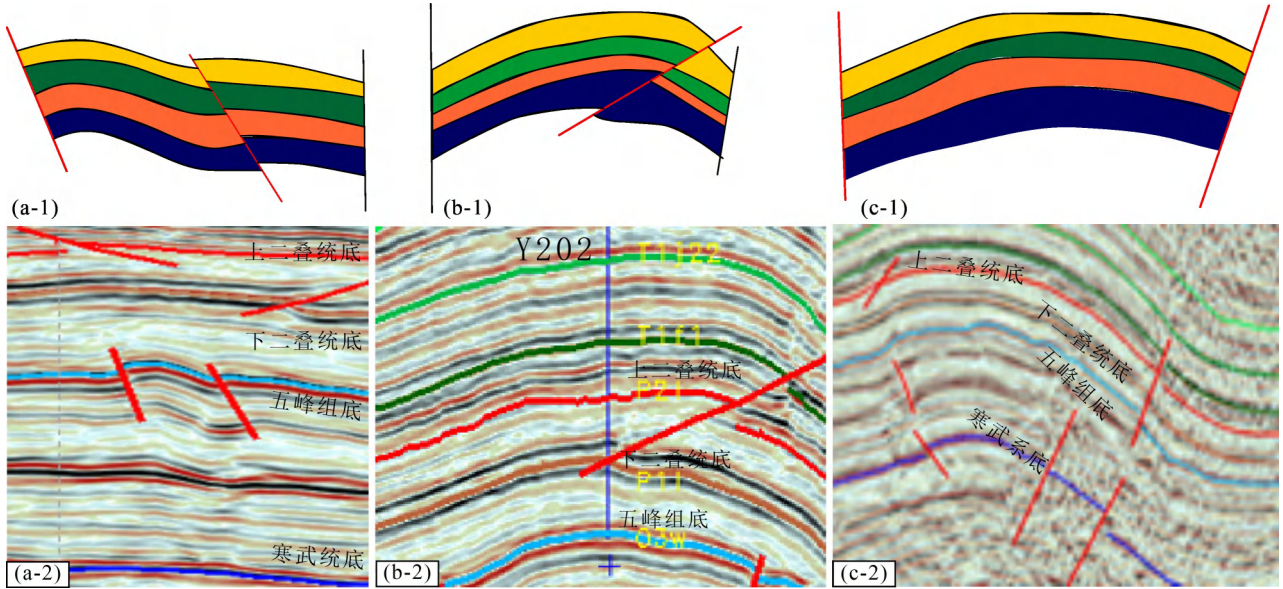 (a-1)
(b-1)
(c-1)
上二叠统底
下二叠统底
五峰组底
寒武统底
(a-2)
Y202
T1j22
T1f1
上二叠统底
P21
下二叠统底
P11
五峰组底
O3w
(b-2)
上二叠统底
下二叠统底
五峰组底
寒武系底
(c-2)